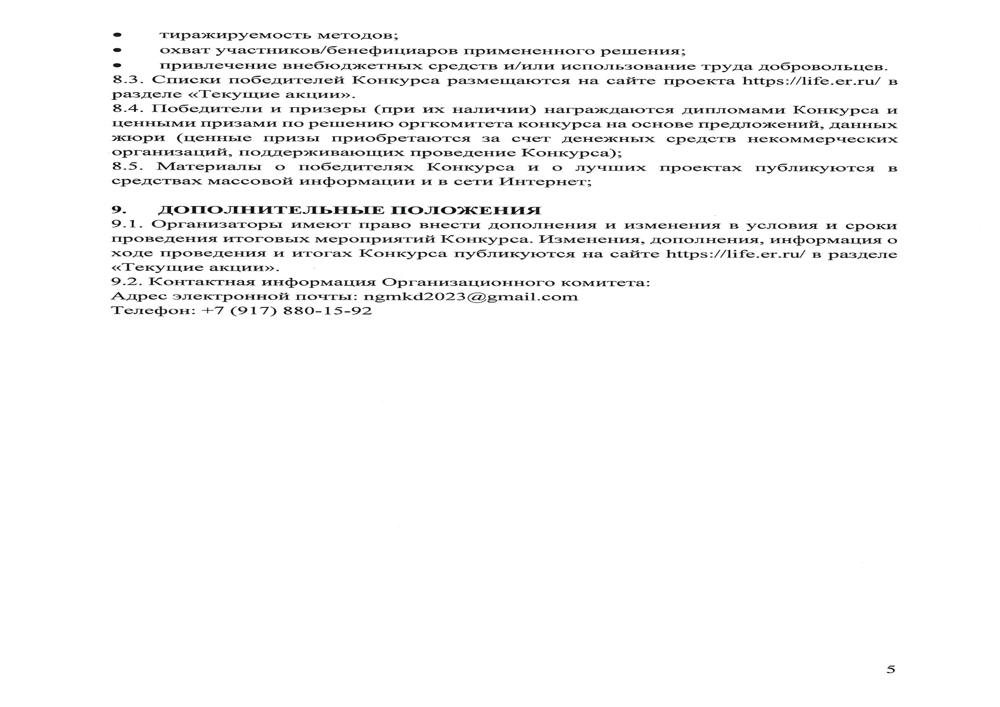 • тиражируемость методов;
• охват участников/бенефициаров примененного решения;
• привлечение внебюджетных средств и/или использование труда добровольцев.
8.3. Списки победителей Конкурса размещаются на сайте проекта https://life.er.ru/ в
разделе «Текущие акции».
8.4. Победители и призеры (при их наличии) награждаются дипломами Конкурса и
ценными призами по решению оргкомитета конкурса на основе предложений, данных
жюри (ценные призы приобретаются за счет денежных средств некоммерческих
организаций, поддерживающих проведение Конкурса);
8.5. Материалы о победителях Конкурса и о лучших проектах публикуются в
средствах массовой информации и в сети Интернет;
9. ДОПОЛНИТЕЛЬНЫЕ ПОЛОЖЕНИЯ
9.1. Организаторы имеют право внести дополнения и изменения в условия и сроки
проведения итоговых мероприятий Конкурса. Изменения, дополнения, информация о
ходе проведения и итогах Конкурса публикуются на сайте https://life.er.ru/ в разделе
«Текущие акции».
9.2. Контактная информация Организационного комитета:
Адрес электронной почты: ngmkd2023@gmail.com
Телефон: +7 (917) 880-15-92
5